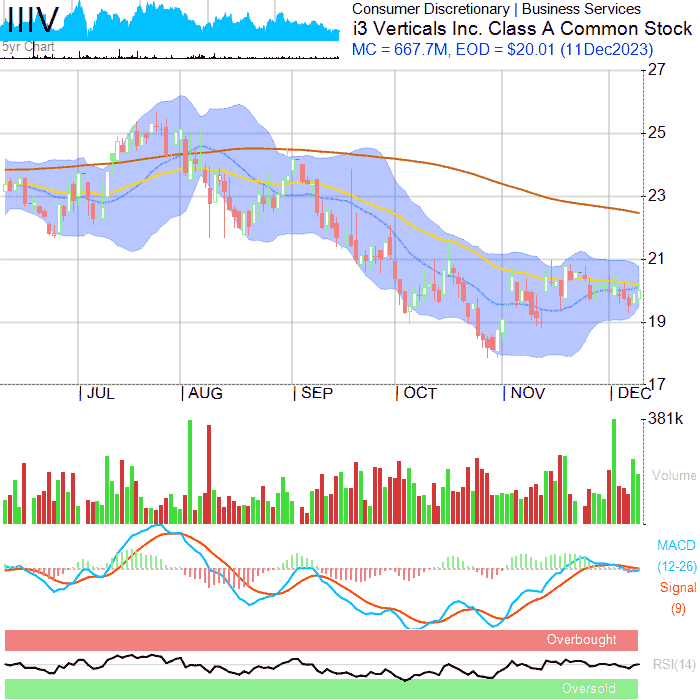 IIIV
5yr Chart
Consumer Discretionary | Business Services
i3 Verticals Inc. Class A Common Stock
MC = 667.7M, EOD = $20.01 (11Dec2023)
27
25
23
21
19
17
| JUL | AUG | SEP | OCT | NOV | DEC
381k
Volume
MACD
(12-26)
Signal
(9)
Overbought
RSI(14)
Oversold